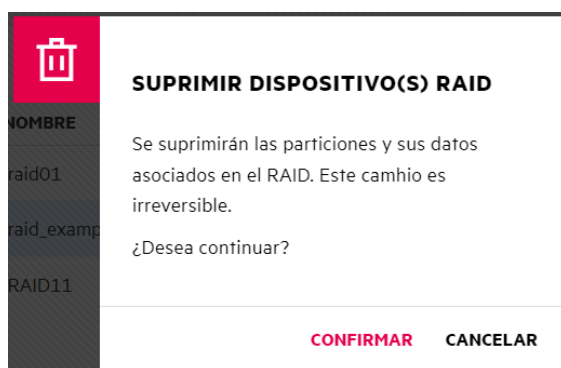 SUPRIMIR DISPOSITIVO(S) RAID
NOMBRE
Se suprimirán las particiones y sus datos
raid01
asociados en el RAID. Este camhio es
irreversible.
raid_examp
¿Desea continuar?
RAID11
CONFIRMAR CANCELAR